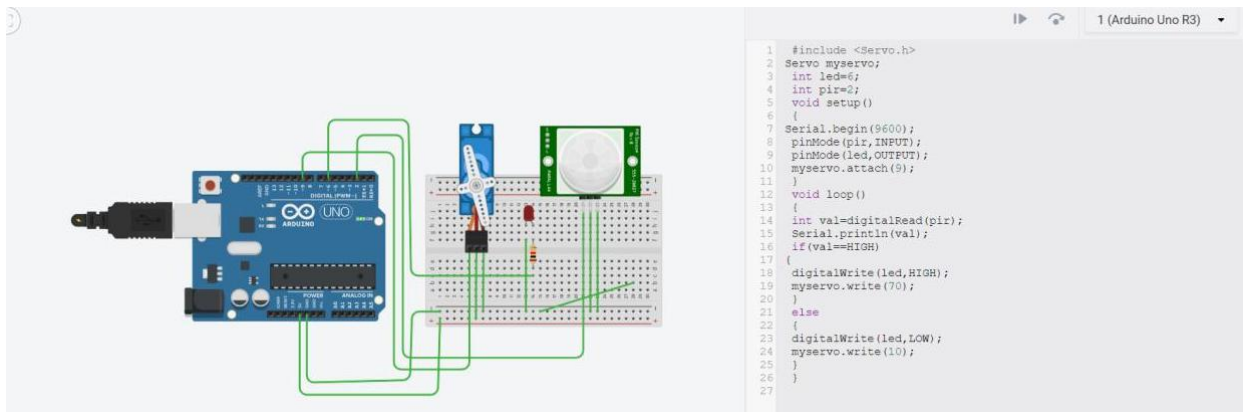 1 (Arduino Uno R3)
1 #include <Servo.h>
2 Servo myservo;
3 int led=6;
4 int pir=2;
5 void setup()
6 {
7 Serial.begin(9600);
8 pinMode(pir,INPUT);
9 pinMode(led,OUTPUT);
10 myservo.attach(9);
11 }
12 void loop()
13 {
14 int val=digitalRead(pir);
15 Serial.println(val);
16 if(val==HIGH)
17 {
18 digitalWrite(led,HIGH);
19 myservo.write(70);
20 }
21 else
22 {
23 digitalWrite(led,LOW);
24 myservo.write(10);
25 }
26 }
27
DIGITAL (PWM~)
UNO
ARDUINO
POWER
ANALOG IN